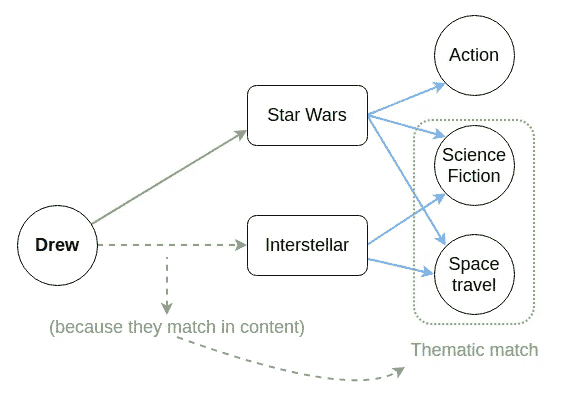 Action
Star Wars
Science
Fiction
Drew
Interstellar
Space
travel
(because they match in content)
Thematic match